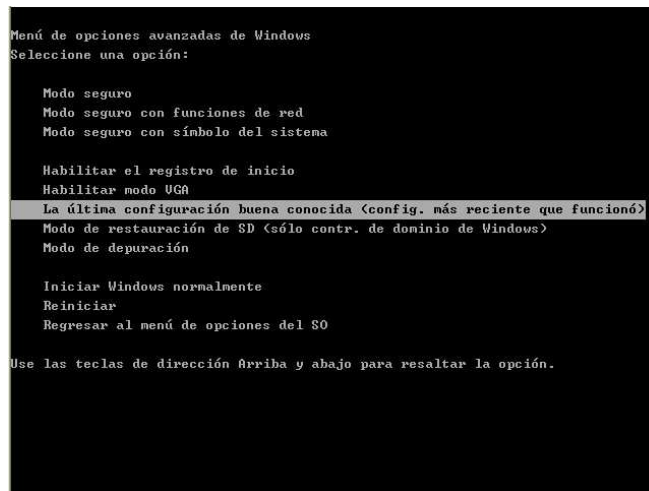 Menú de opciones avanzadas de Windows
Seleccione una opción:
Modo seguro
Modo seguro con funciones de red
Modo seguro con símbolo del sistema
Habilitar el registro de inicio
Habilitar modo VGA
La última configuración buena conocida (config. más reciente que funcionó)
Modo de restauración de SD (sólo contr. de dominio de Windows)
Modo de depuración
Iniciar Windows normalmente
Reiniciar
Regresar al menú de opciones del SO
Use las teclas de dirección Arriba y abajo para resaltar la opción.